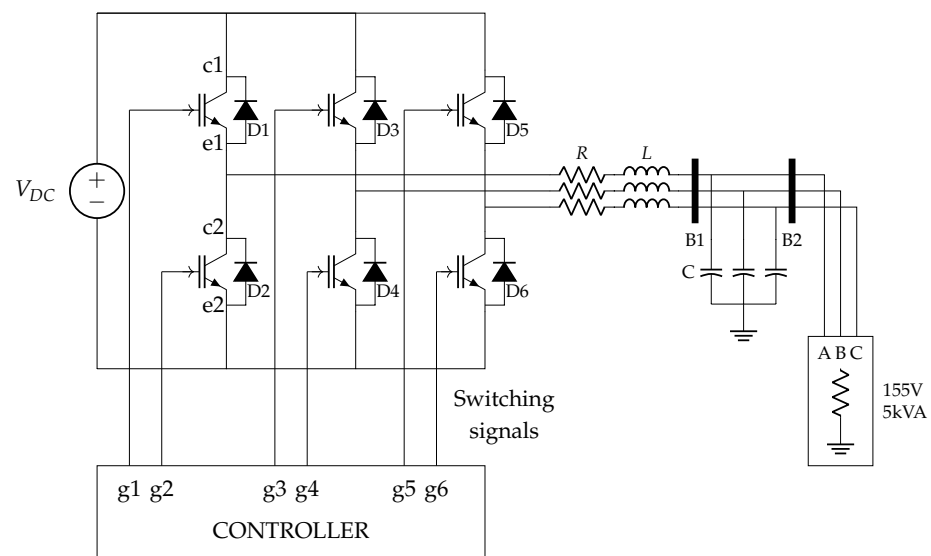 c1
D1
D3
D5
e1
R
L
V_DC
+
−
c2
B1
B2
C
D2
D4
D6
e2
A B C
155V
5kVA
Switching
signals
g1 g2
g3 g4
g5 g6
CONTROLLER